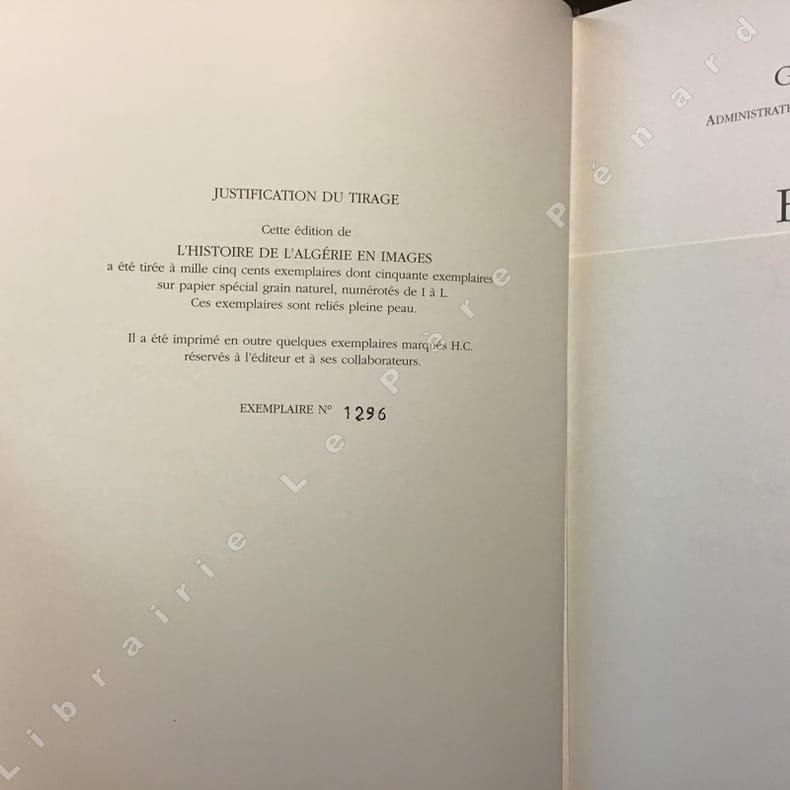 JUSTIFICATION DU TIRAGE
Cette édition de
L'HISTOIRE DE L'ALGÉRIE EN IMAGES
a été tirée à mille cinq cents exemplaires dont cinquante exemplaires
sur papier spécial grain naturel, numérotés de I à L.
Ces exemplaires sont reliés pleine peau.
Il a été imprimé en outre quelques exemplaires marqués H.C.
réservés à l'éditeur et à ses collaborateurs.
EXEMPLAIRE N° 1296
G
ADMINISTRAT
Librairie Le Père Pénard